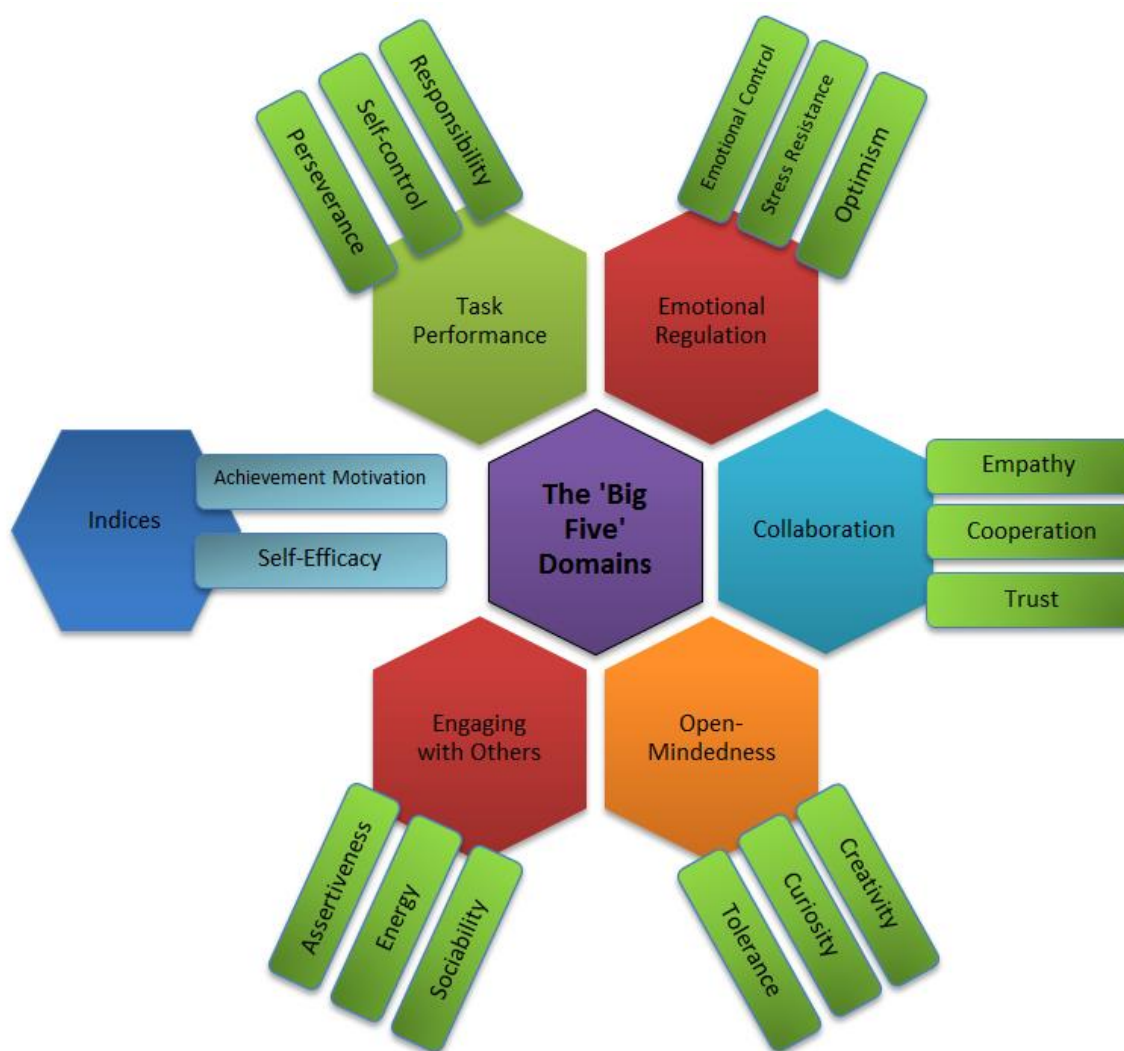 Perseverance
Self-control
Responsibility
Emotional Control
Stress Resistance
Optimism
Task
Performance
Emotional
Regulation
Indices
Achievement Motivation
Self-Efficacy
The 'Big
Five'
Domains
Collaboration
Empathy
Cooperation
Trust
Engaging
with Others
Open-
Mindedness
Assertiveness
Energy
Sociability
Tolerance
Curiosity
Creativity